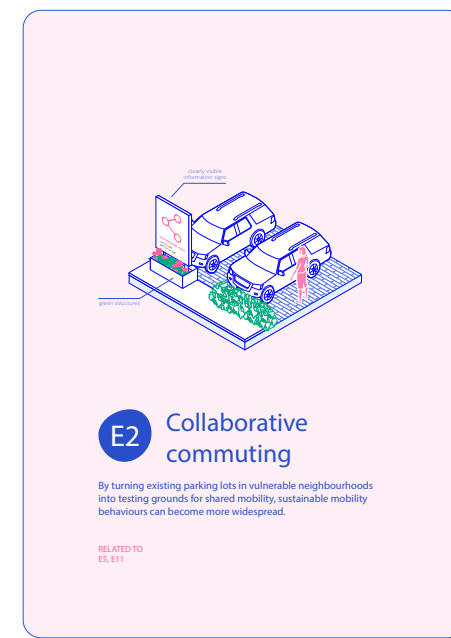 clearly visible
information signs
green structures
E2
Collaborative
commuting
By turning existing parking lots in vulnerable neighbourhoods
into testing grounds for shared mobility, sustainable mobility
behaviours can become more widespread.
RELATED TO
E5, E11